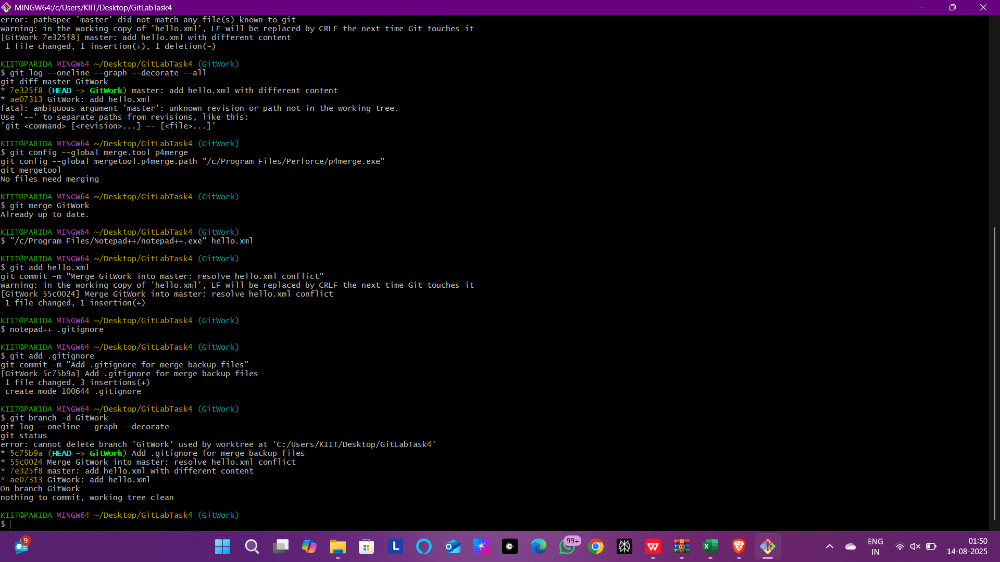 MINGW64:/c/Users/KIIT/Desktop/GitLabTask4
error: pathspec 'master' did not match any file(s) known to git
warning: in the working copy of 'hello.xml', LF will be replaced by CRLF the next time Git touches it
[GitWork 7e325f8] master: add hello.xml with different content
 1 file changed, 1 insertion(+), 1 deletion(-)
KIIT@PARIDA MINGW64 ~/Desktop/GitLabTask4 (GitWork)
$ git log --oneline --graph --decorate --all
git diff master GitWork
* 7e325f8 (HEAD -> GitWork) master: add hello.xml with different content
* ae07313 GitWork: add hello.xml
fatal: ambiguous argument 'master': unknown revision or path not in the working tree.
Use '--' to separate paths from revisions, like this:
'git <command> [<revision>...] -- [<file>...]'
KIIT@PARIDA MINGW64 ~/Desktop/GitLabTask4 (GitWork)
$ git config --global merge.tool p4merge
git config --global mergetool.p4merge.path "/c/Program Files/Perforce/p4merge.exe"
git mergetool
No files need merging
KIIT@PARIDA MINGW64 ~/Desktop/GitLabTask4 (GitWork)
$ git merge GitWork
Already up to date.
KIIT@PARIDA MINGW64 ~/Desktop/GitLabTask4 (GitWork)
$ "/c/Program Files/Notepad++/notepad++.exe" hello.xml
KIIT@PARIDA MINGW64 ~/Desktop/GitLabTask4 (GitWork)
$ git add hello.xml
git commit -m "Merge GitWork into master: resolve hello.xml conflict"
warning: in the working copy of 'hello.xml', LF will be replaced by CRLF the next time Git touches it
[GitWork 55c0024] Merge GitWork into master: resolve hello.xml conflict
 1 file changed, 1 insertion(+)
KIIT@PARIDA MINGW64 ~/Desktop/GitLabTask4 (GitWork)
$ notepad++ .gitignore
KIIT@PARIDA MINGW64 ~/Desktop/GitLabTask4 (GitWork)
$ git add .gitignore
git commit -m "Add .gitignore for merge backup files"
[GitWork 5c75b9a] Add .gitignore for merge backup files
 1 file changed, 3 insertions(+)
 create mode 100644 .gitignore
KIIT@PARIDA MINGW64 ~/Desktop/GitLabTask4 (GitWork)
$ git branch -d GitWork
git log --oneline --graph --decorate
git status
error: cannot delete branch 'GitWork' used by worktree at 'C:/Users/KIIT/Desktop/GitLabTask4'
* 5c75b9a (HEAD -> GitWork) Add .gitignore for merge backup files
* 55c0024 Merge GitWork into master: resolve hello.xml conflict
* 7e325f8 master: add hello.xml with different content
* ae07313 GitWork: add hello.xml
On branch GitWork
nothing to commit, working tree clean
KIIT@PARIDA MINGW64 ~/Desktop/GitLabTask4 (GitWork)
$
9
L
99+
ENG
IN
01:50
14-08-2025